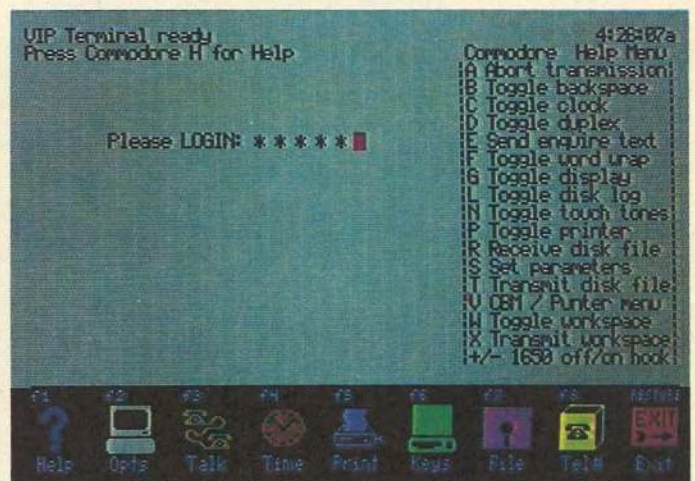 VIP Terminal ready
4:26:07a
Press Commodore H for Help
Commodore Help Menu
A Abort transmission
B Toggle backspace
C Toggle clock
D Toggle duplex
Please LOGIN: * * * * *
E Send enquire text
F Toggle word wrap
G Toggle display
L Toggle disk log
N Toggle touch tones
P Toggle printer
R Receive disk file
S Set parameters
T Transmit disk file
V CBM / Punter menu
W Toggle workspace
X Transmit workspace
+/- 1650 off/on hook
f1 f2 f3 f4 f5 f6 f7 f8
EXIT
Help Opts Talk Time Print Keys File Tel# Exit